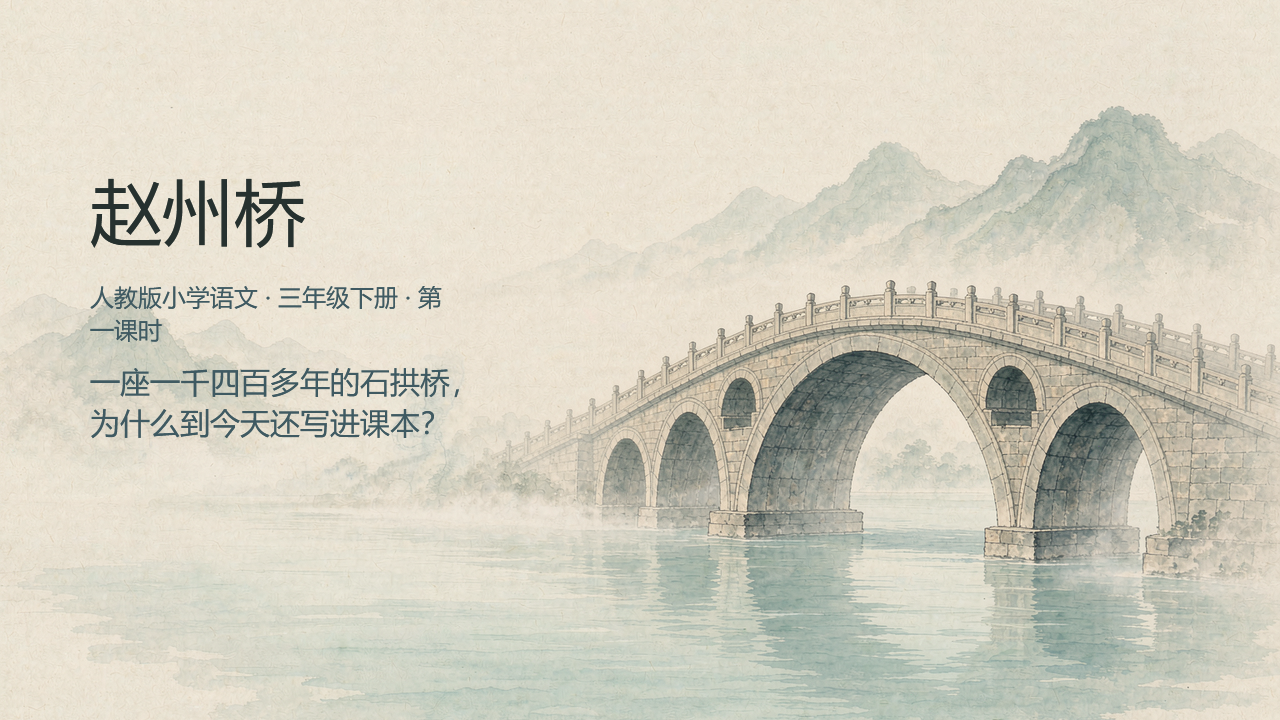 赵州桥
人教版小学语文 · 三年级下册 · 第
一课时
一座一千四百多年的石拱桥，
为什么到今天还写进课本？